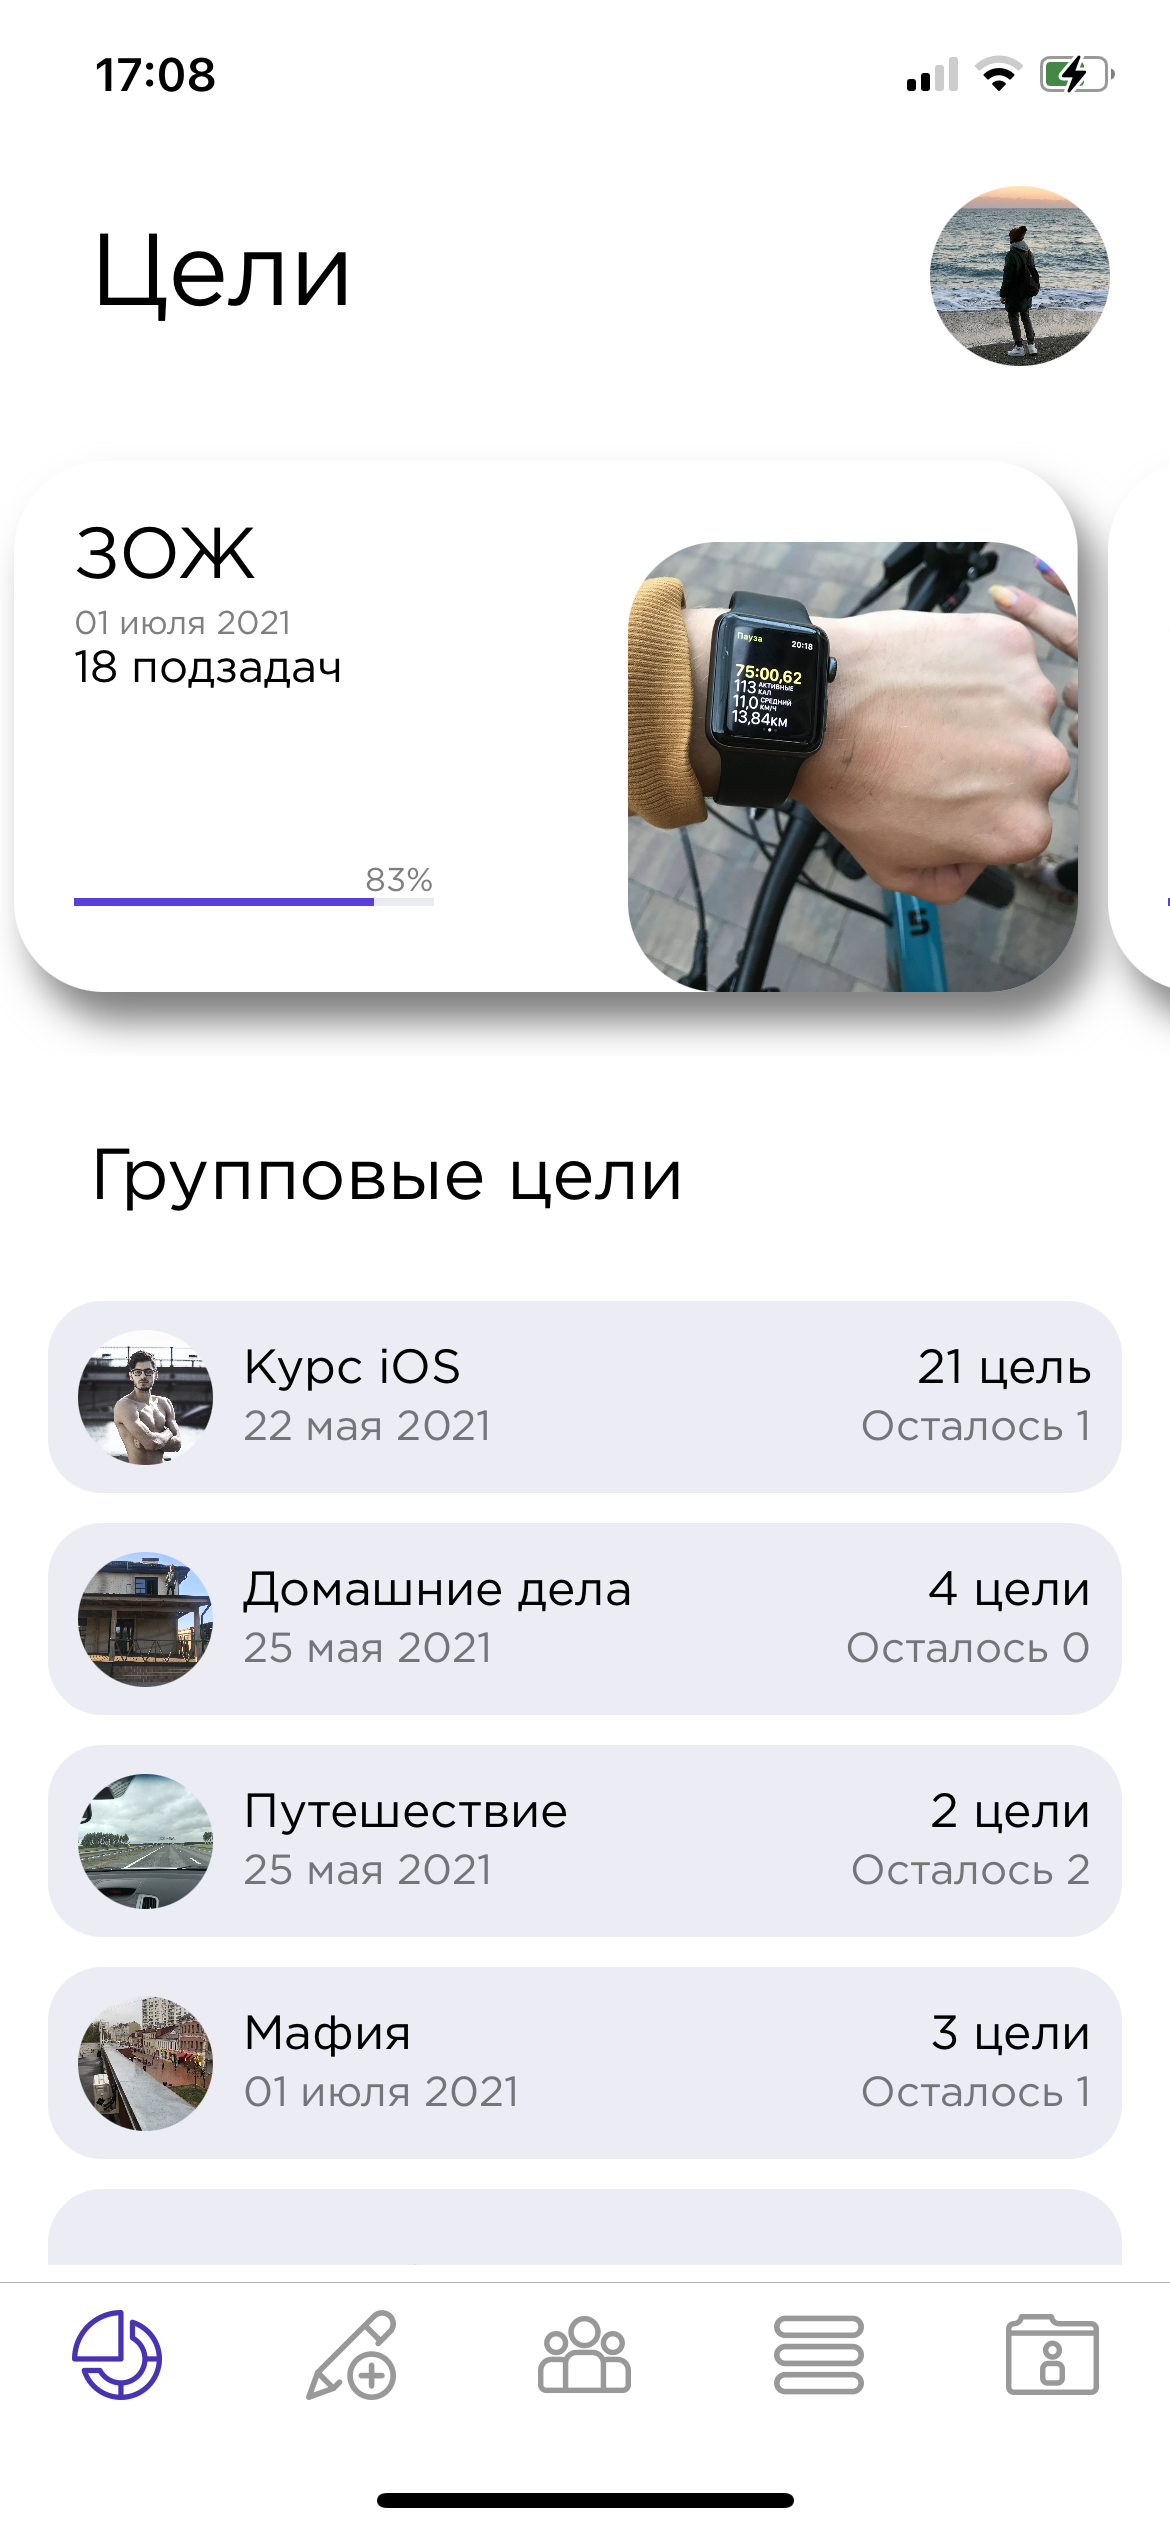 17:08
Цели
ЗОЖ
01 июля 2021
18 подзадач
83%
Пауза
20:18
75:00,62
113 АКТИВНЫЕ КАЛ
11,0 СРЕДНИЙ КМ/Ч
13,84КМ
5
Групповые цели
Курс iOS
21 цель
22 мая 2021
Осталось 1
Домашние дела
4 цели
25 мая 2021
Осталось 0
Путешествие
2 цели
25 мая 2021
Осталось 2
Мафия
3 цели
01 июля 2021
Осталось 1